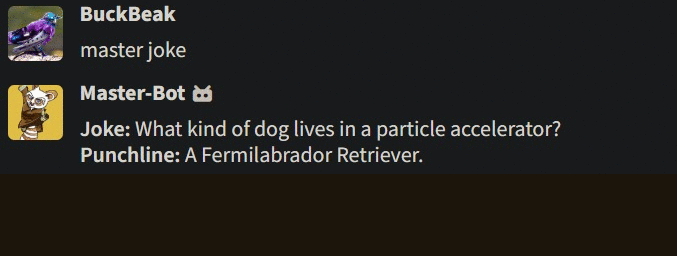 BuckBeak
master joke
Master-Bot
Joke: What kind of dog lives in a particle accelerator?
Punchline: A Fermilabrador Retriever.